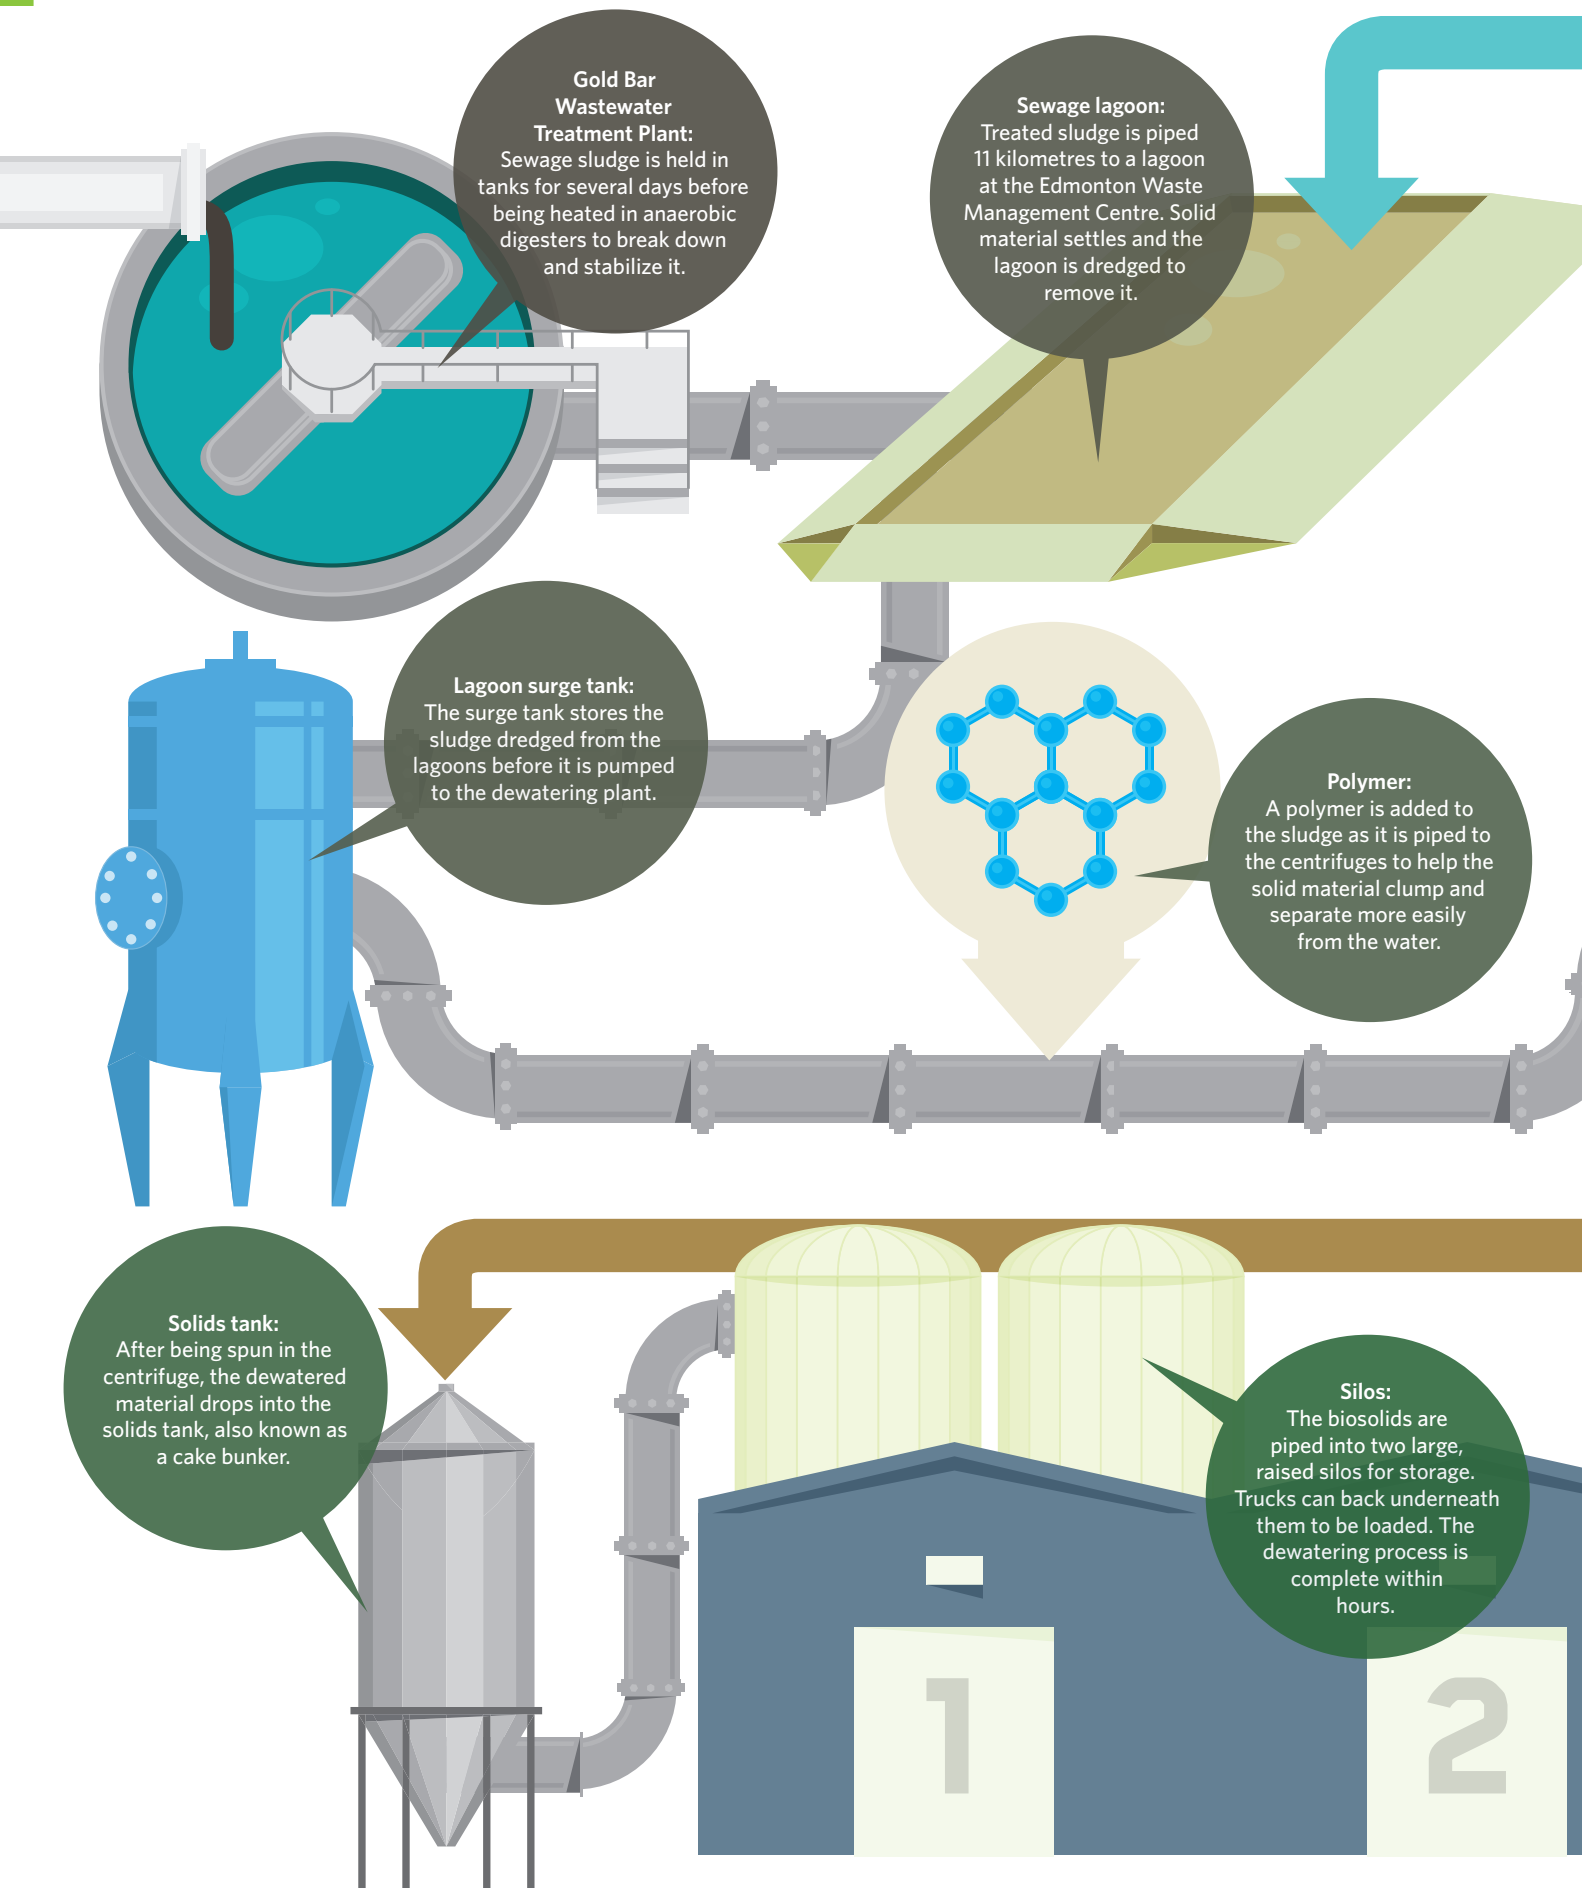 Gold Bar
Wastewater
Treatment Plant:
Sewage sludge is held in
tanks for several days before
being heated in anaerobic
digesters to break down
and stabilize it.
Sewage lagoon:
Treated sludge is piped
11 kilometres to a lagoon
at the Edmonton Waste
Management Centre. Solid
material settles and the
lagoon is dredged to
remove it.
Lagoon surge tank:
The surge tank stores the
sludge dredged from the
lagoons before it is pumped
to the dewatering plant.
Polymer:
A polymer is added to
the sludge as it is piped to
the centrifuges to help the
solid material clump and
separate more easily
from the water.
Solids tank:
After being spun in the
centrifuge, the dewatered
material drops into the
solids tank, also known as
a cake bunker.
Silos:
The biosolids are
piped into two large,
raised silos for storage.
Trucks can back underneath
them to be loaded. The
dewatering process is
complete within
hours.
1
2